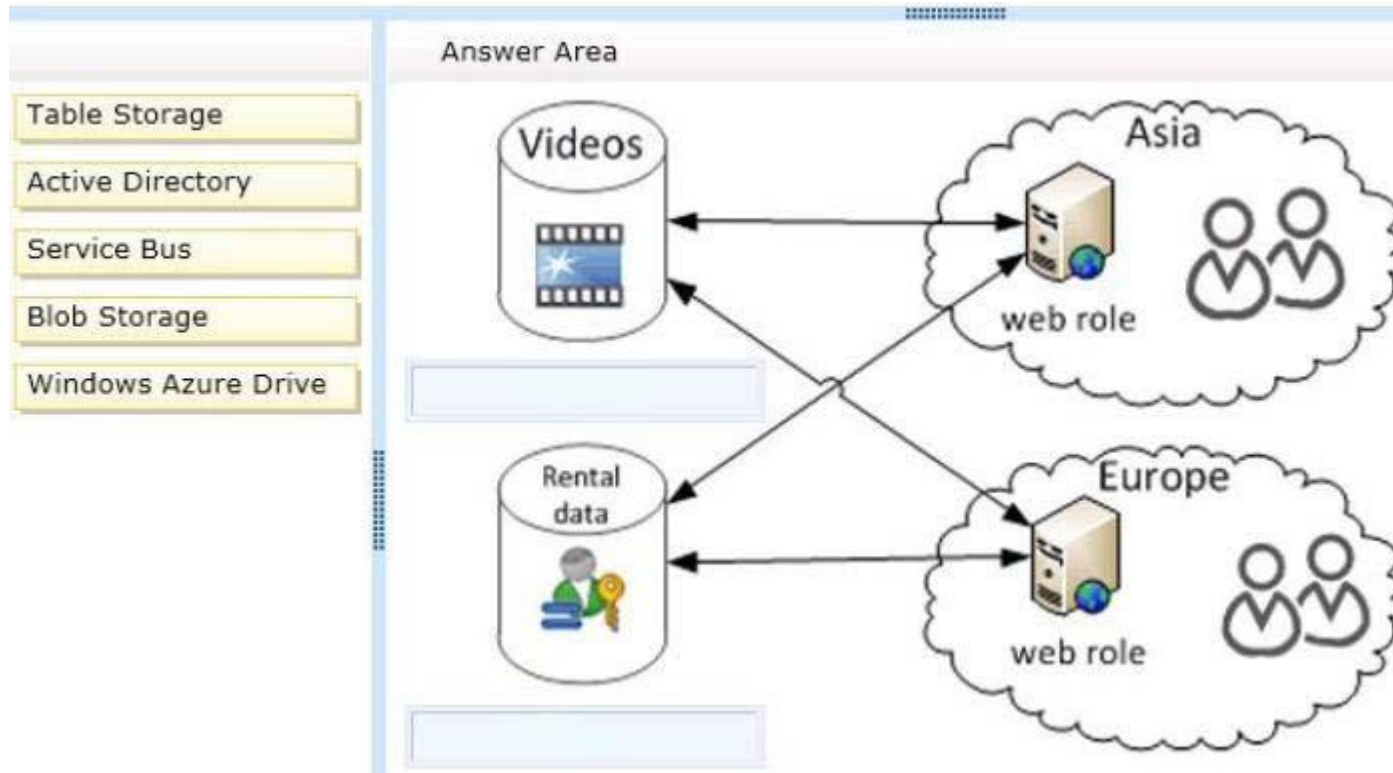 Answer Area
Table Storage
Active Directory
Service Bus
Blob Storage
Windows Azure Drive
Videos
Asia
web role
Rental
data
Europe
web role